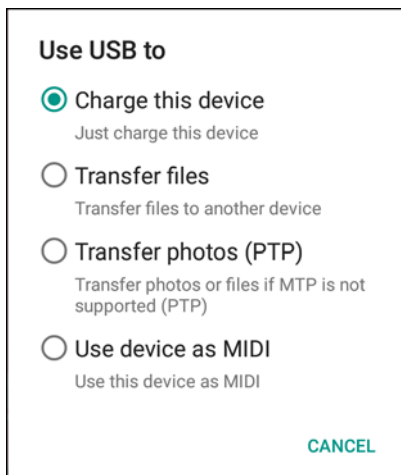 Use USB to
Charge this device
Just charge this device
Transfer files
Transfer files to another device
Transfer photos (PTP)
Transfer photos or files if MTP is not
supported (PTP)
Use device as MIDI
Use this device as MIDI
CANCEL